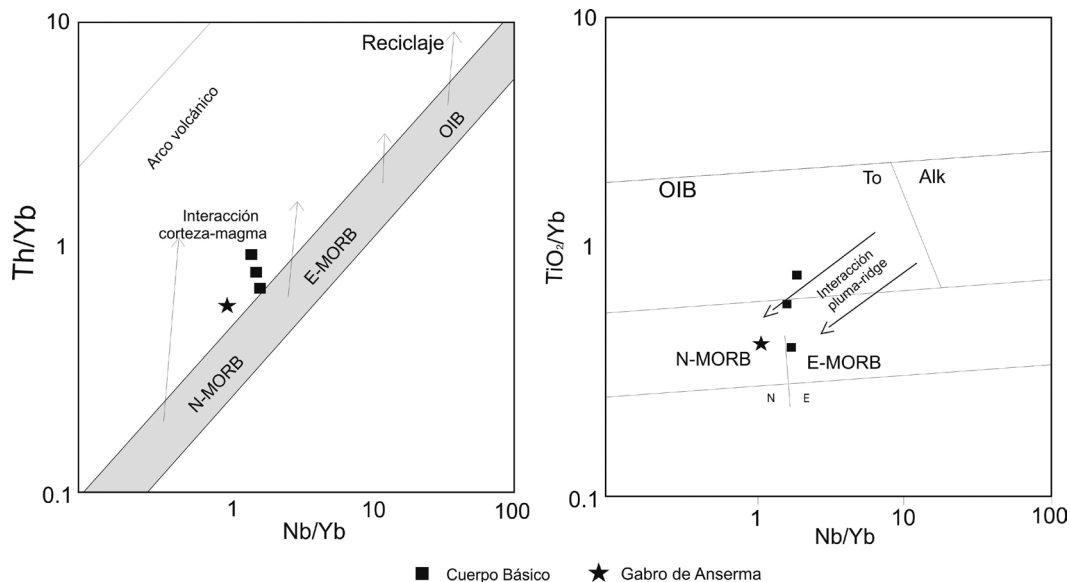 10
Reciclaje
Arco volcánico
OIB
Th/Yb
1
Interacción
corteza-magma
E-MORB
N-MORB
0.1
1
10
100
Nb/Yb
10
OIB
To
Alk
TiO₂/Yb
1
Interacción
pluma-ridge
N-MORB
E-MORB
N
E
0.1
1
10
100
Nb/Yb
Cuerpo Básico
Gabro de Anserma